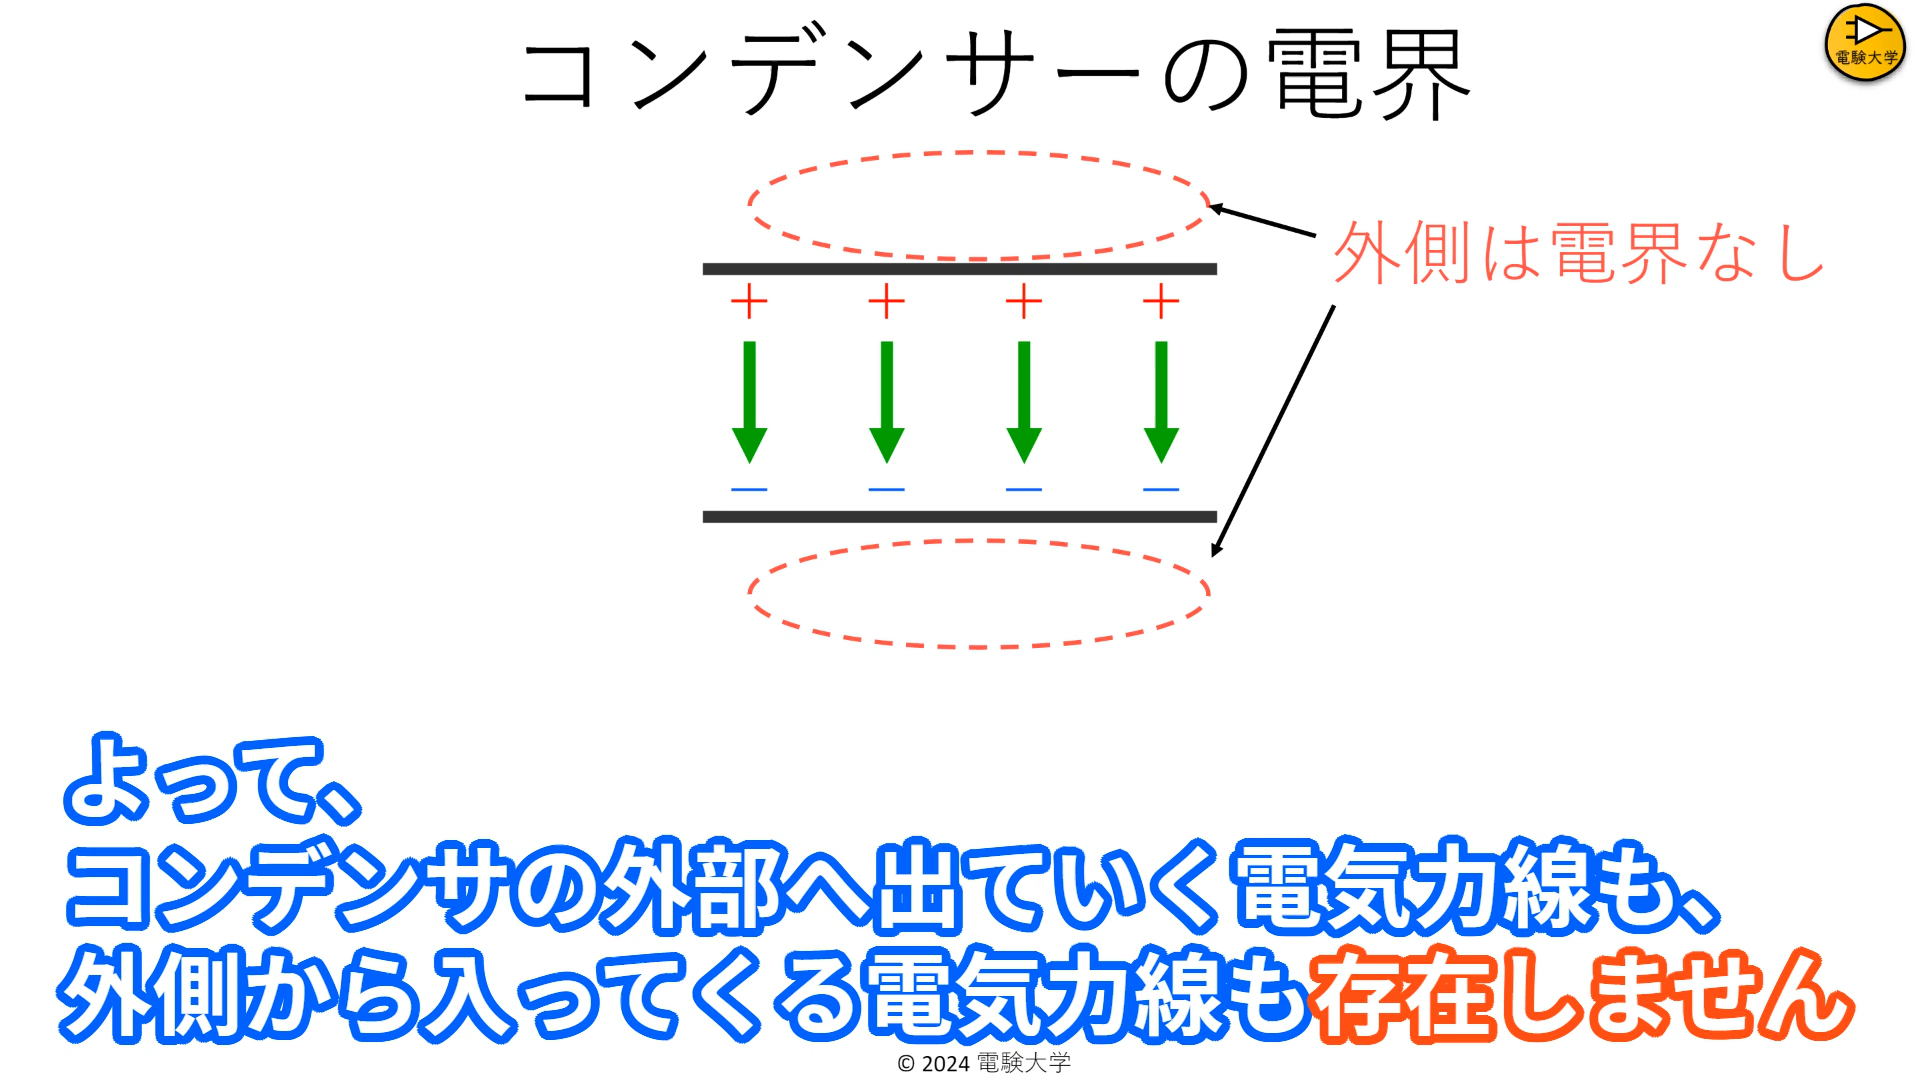 コンデンサーの電界
電験大学
外側は電界なし
+ + + +
− − − −
よって、
コンデンサの外部へ出ていく電気力線も、
外側から入ってくる電気力線も存在しません
© 2024 電験大学